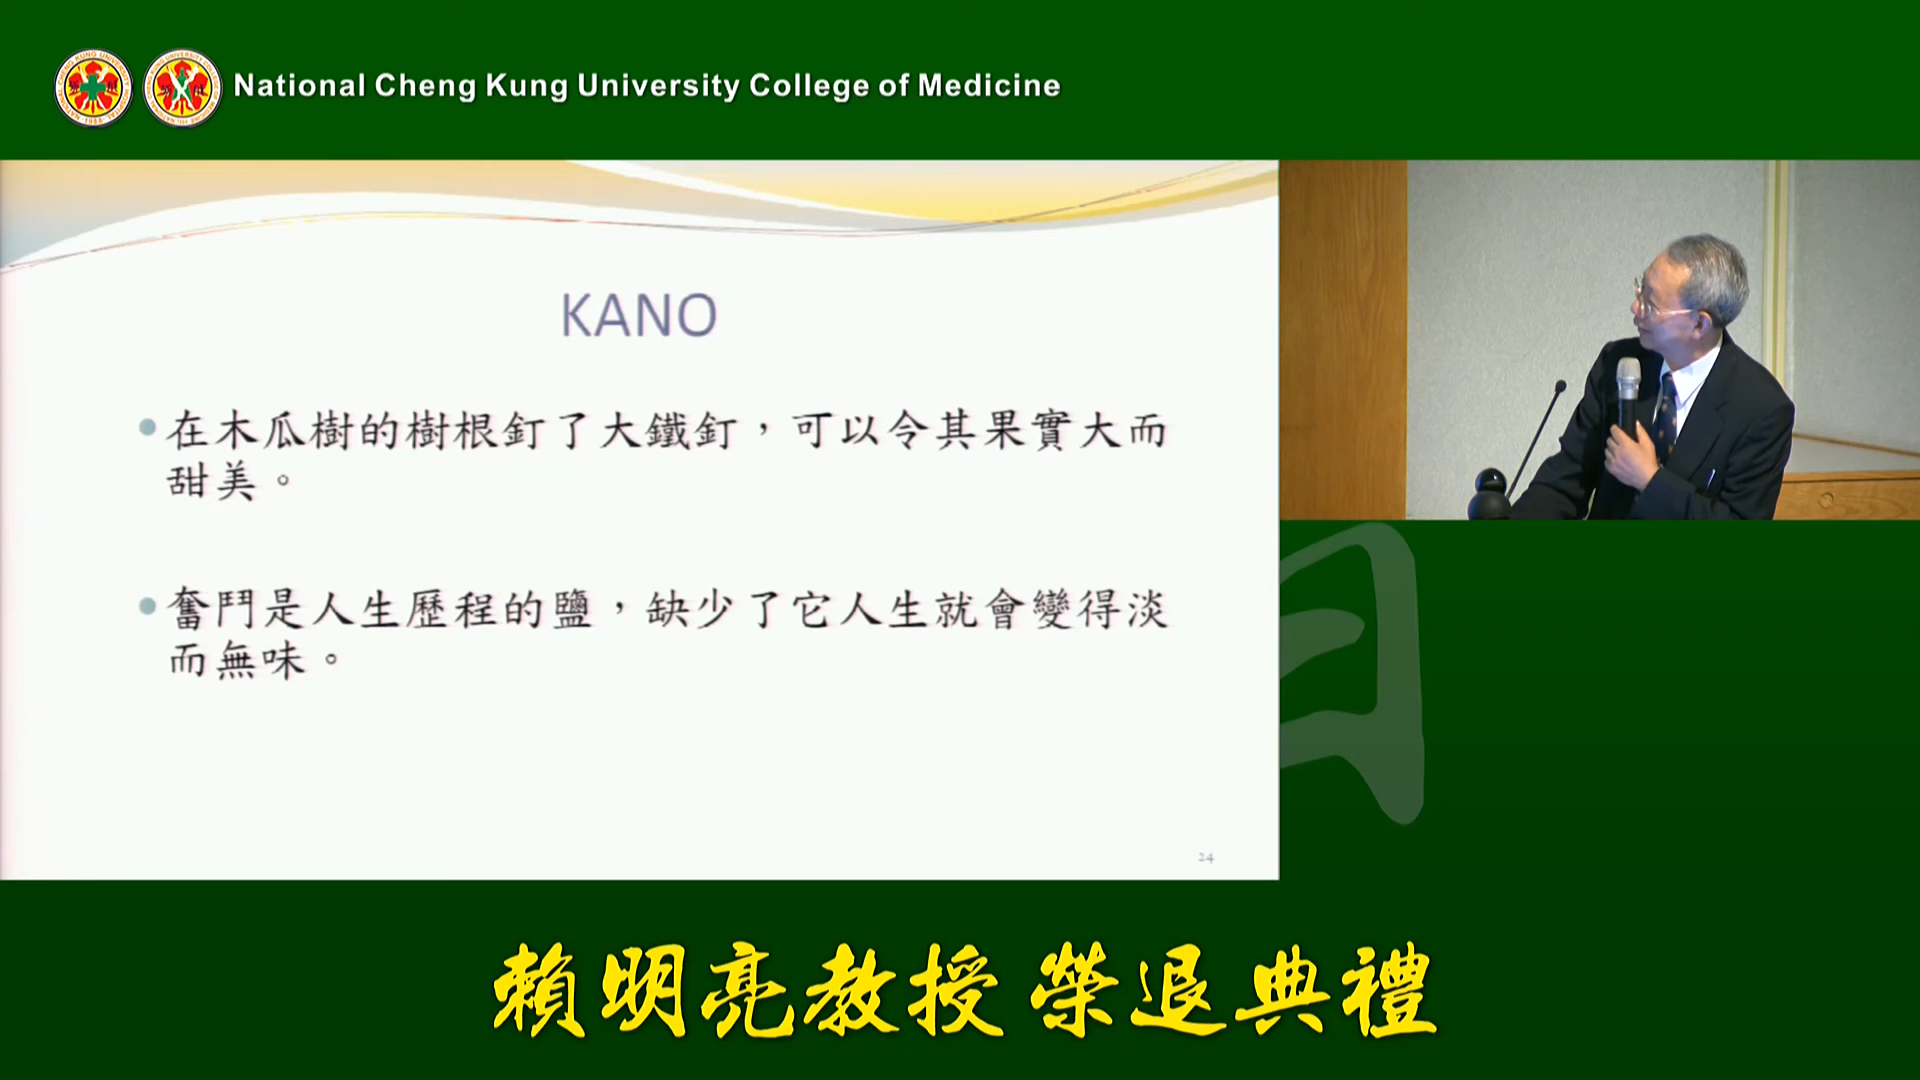 National Cheng Kung University College of Medicine
KANO
在木瓜樹的樹根釘了大鐵釘，可以令其果實大而
甜美。
奮鬥是人生歷程的鹽，缺少了它人生就會變得淡
而無味。
24
賴明亮教授 榮退典禮